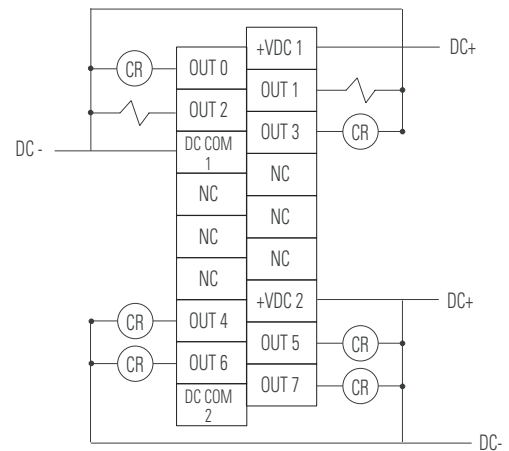 +VDC 1
DC+
CR
OUT 0
OUT 1
OUT 2
OUT 3
CR
DC -
DC COM
1
NC
NC
NC
NC
NC
NC
+VDC 2
DC+
CR
OUT 4
OUT 5
CR
CR
OUT 6
OUT 7
CR
DC COM
2
DC-